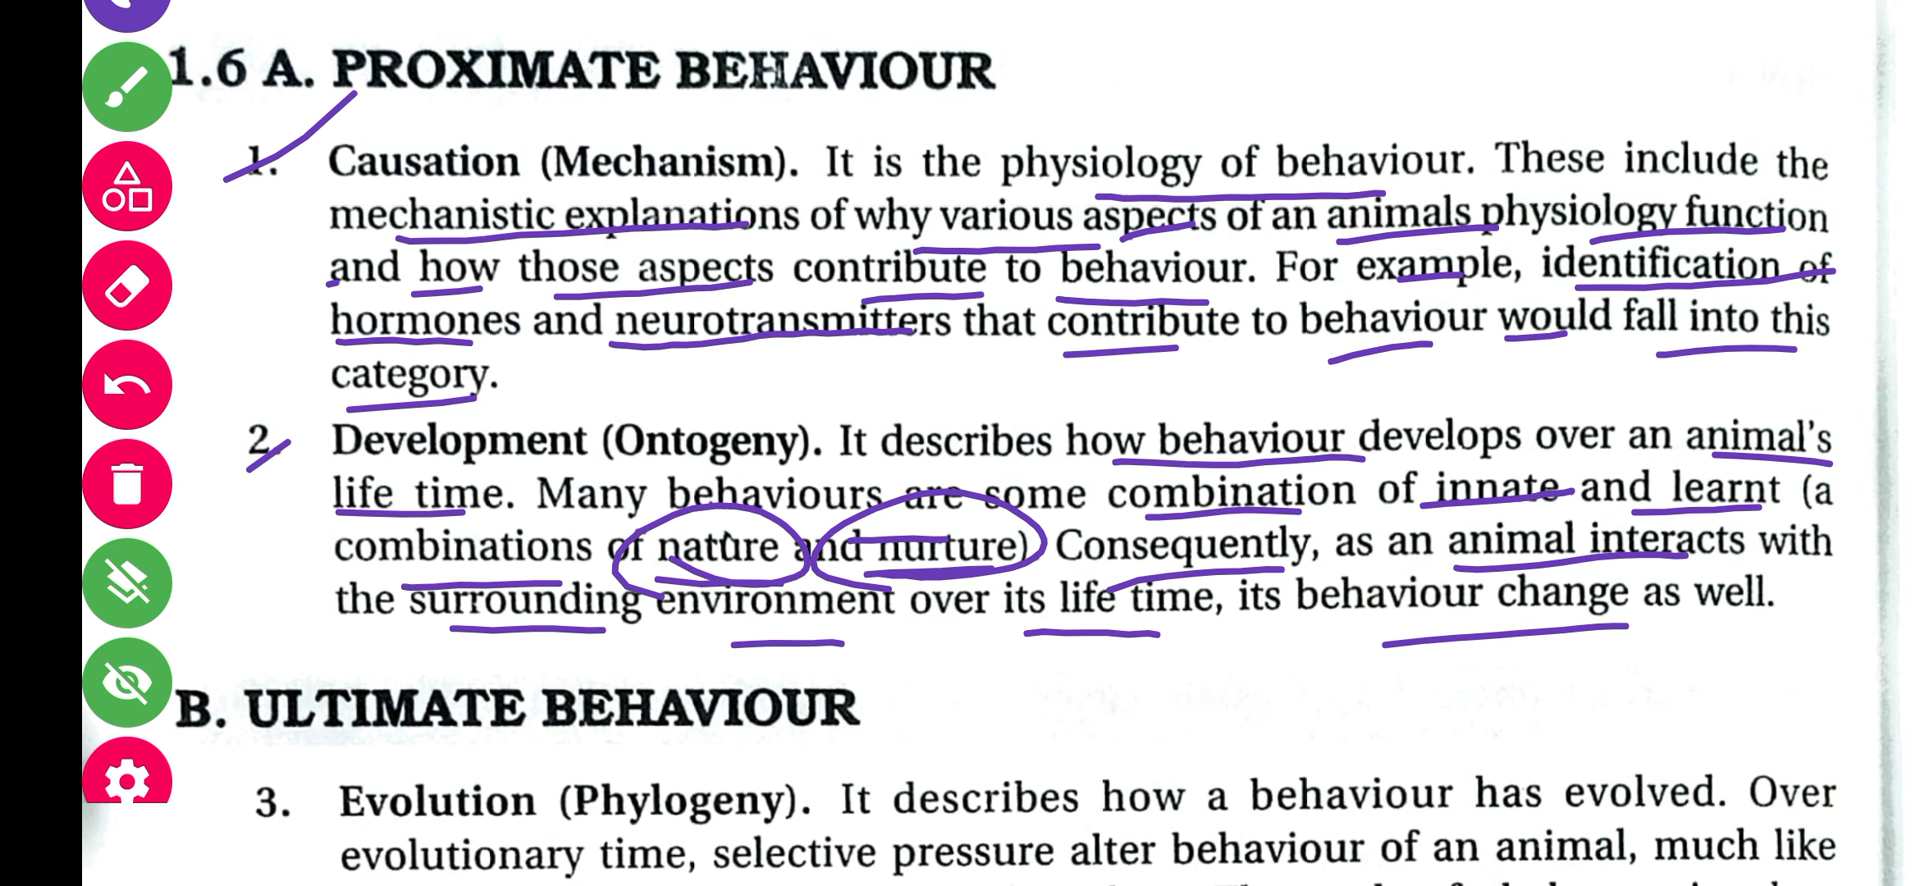 1.6 A. PROXIMATE BEHAVIOUR
1. Causation (Mechanism). It is the physiology of behaviour. These include the
mechanistic explanations of why various aspects of an animals physiology function
and how those aspects contribute to behaviour. For example, identification of
hormones and neurotransmitters that contribute to behaviour would fall into this
category.
2. Development (Ontogeny). It describes how behaviour develops over an animal's
life time. Many behaviours are some combination of innate and learnt (a
combinations of nature and nurture) Consequently, as an animal interacts with
the surrounding environment over its life time, its behaviour change as well.
B. ULTIMATE BEHAVIOUR
3. Evolution (Phylogeny). It describes how a behaviour has evolved. Over
evolutionary time, selective pressure alter behaviour of an animal, much like